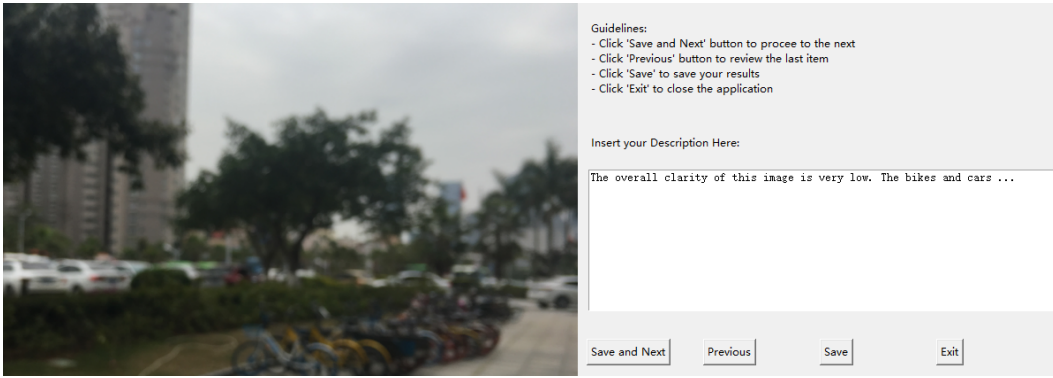 Guidelines:
- Click 'Save and Next' button to procee to the next
- Click 'Previous' button to review the last item
- Click 'Save' to save your results
- Click 'Exit' to close the application
Insert your Description Here:
The overall clarity of this image is very low. The bikes and cars ...
Save and Next
Previous
Save
Exit